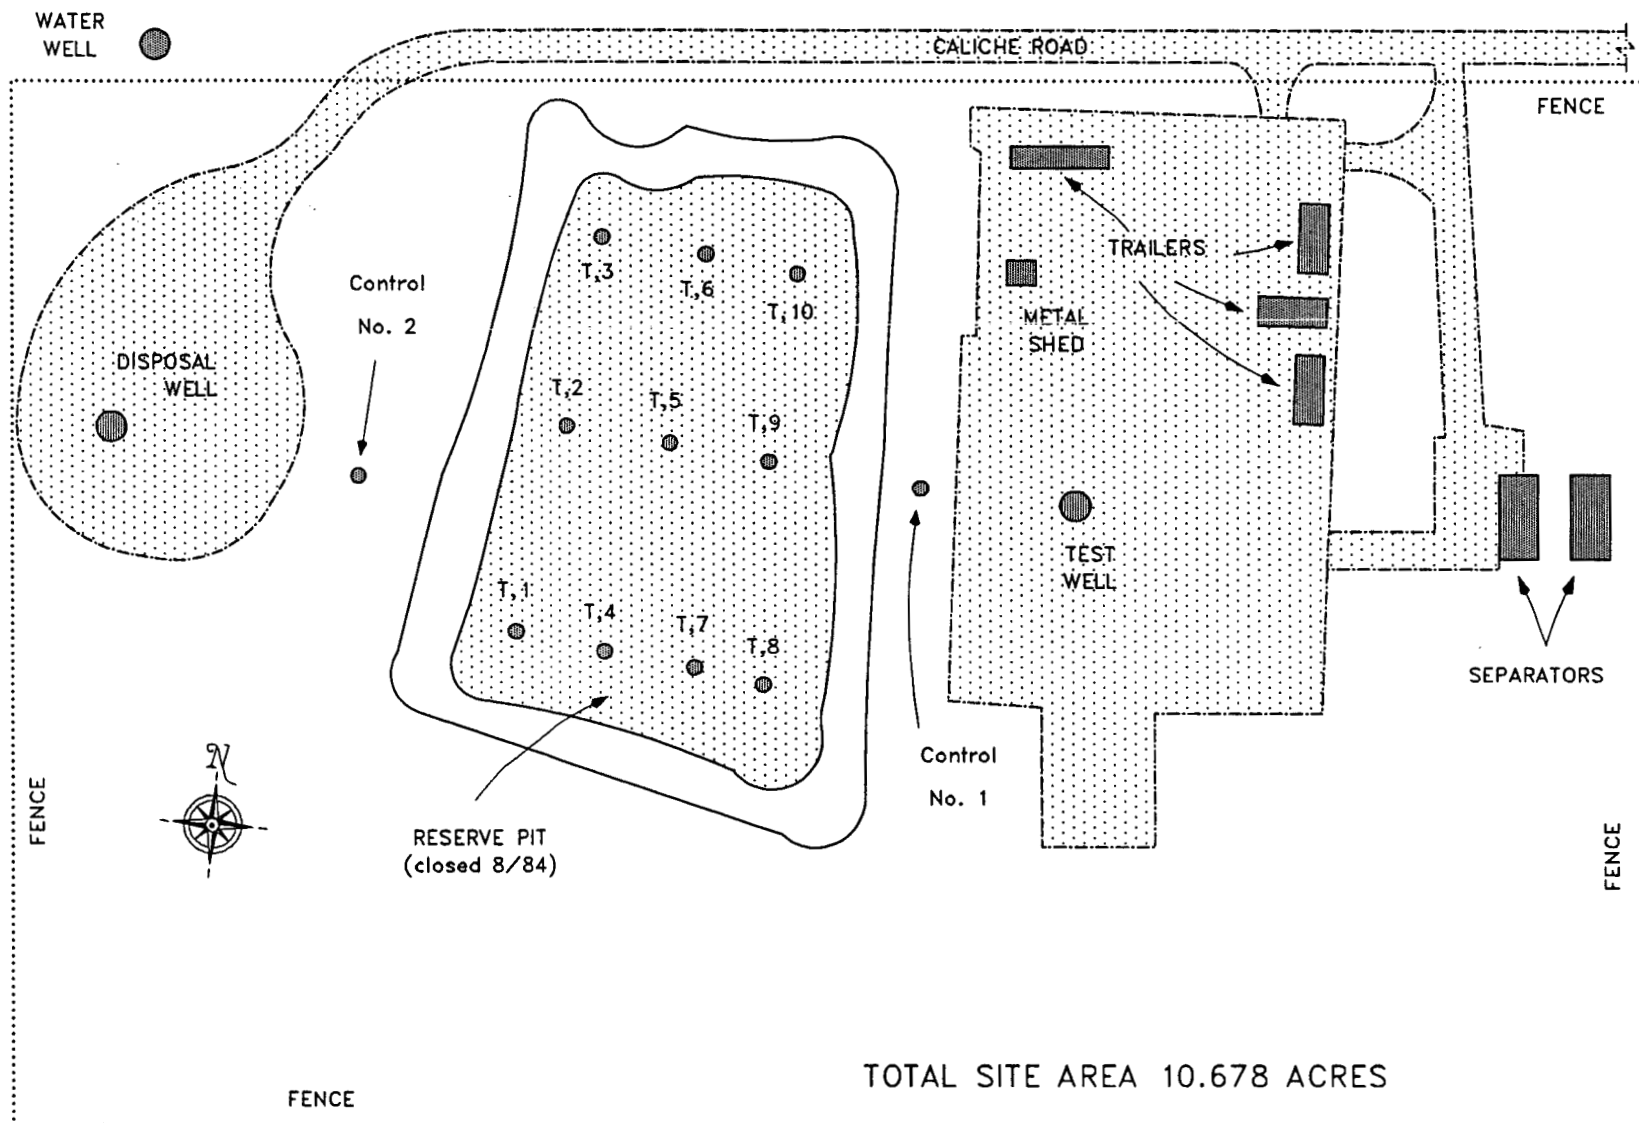 WATER
WELL
CALICHE ROAD
FENCE
Control
No. 2
DISPOSAL
WELL
T,3
T,6
T,10
T,2
T,5
T,9
T,1
T,4
T,7
T,8
TRAILERS
METAL
SHED
TEST
WELL
SEPARATORS
Control
No. 1
N
RESERVE PIT
(closed 8/84)
FENCE
FENCE
TOTAL SITE AREA 10.678 ACRES
FENCE